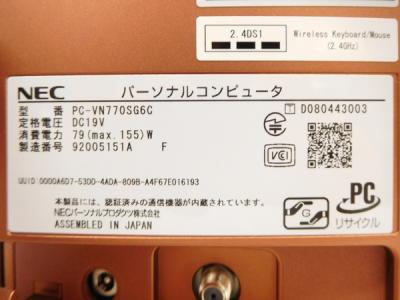 2.4DS1
Wireless Keyboard/Mouse
(2.4GHz)
NEC パーソナルコンピュータ
型 番 PC-VN770SG6C
定格電圧 DC19V
消費電力 79(max.155)W
製造番号 92005151A F
T D080443003
VCCI
UUID 0000A6D7-53D0-4ADA-809B-A4F67E016193
本製品には、認証済みの通信機器が内蔵されています。
NECパーソナルプロダクツ株式会社
ASSEMBLED IN JAPAN
G
PC
リサイクル